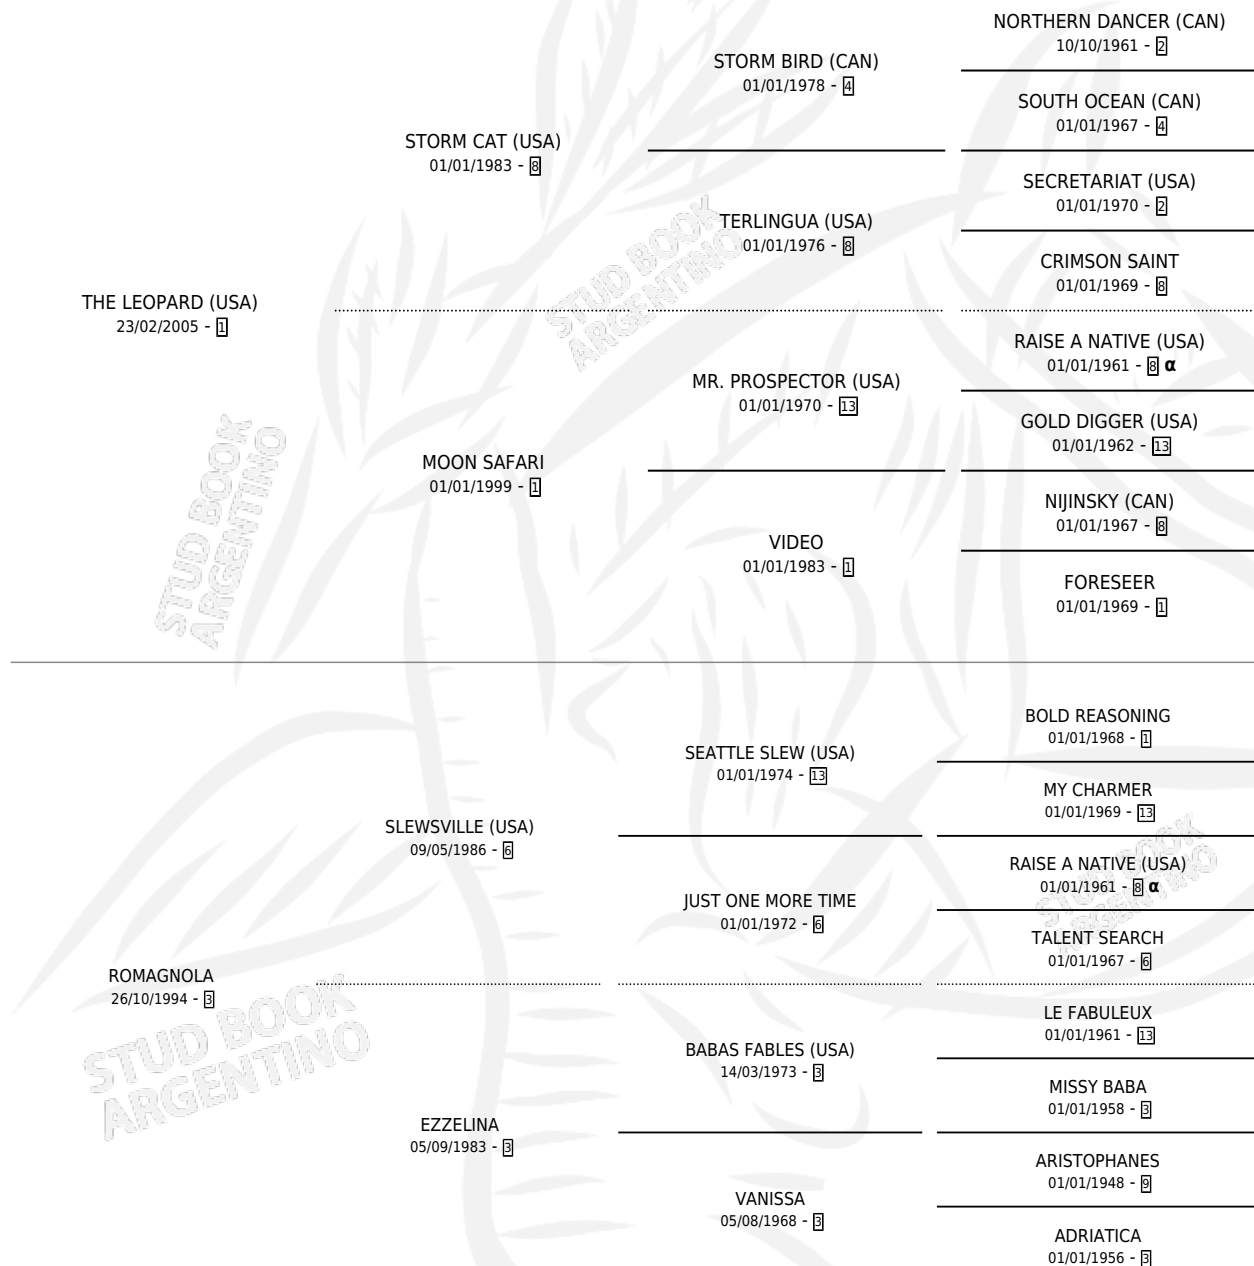 NORTHERN DANCER (CAN)
10/10/1961 - 2
STORM BIRD (CAN)
01/01/1978 - 4
SOUTH OCEAN (CAN)
01/01/1967 - 4
STORM CAT (USA)
01/01/1983 - 8
SECRETARIAT (USA)
01/01/1970 - 2
TERLINGUA (USA)
01/01/1976 - 8
CRIMSON SAINT
01/01/1969 - 8
THE LEOPARD (USA)
23/02/2005 - 1
RAISE A NATIVE (USA)
01/01/1961 - 8 α
MR. PROSPECTOR (USA)
01/01/1970 - 13
GOLD DIGGER (USA)
01/01/1962 - 13
MOON SAFARI
01/01/1999 - 1
NIJINSKY (CAN)
01/01/1967 - 8
VIDEO
01/01/1983 - 1
FORESEER
01/01/1969 - 1
BOLD REASONING
01/01/1968 - 1
SEATTLE SLEW (USA)
01/01/1974 - 13
MY CHARMER
01/01/1969 - 13
SLEWSVILLE (USA)
09/05/1986 - 6
RAISE A NATIVE (USA)
01/01/1961 - 8 α
JUST ONE MORE TIME
01/01/1972 - 6
TALENT SEARCH
01/01/1967 - 6
ROMAGNOLA
26/10/1994 - 3
LE FABULEUX
01/01/1961 - 13
BABAS FABLES (USA)
14/03/1973 - 3
MISSY BABA
01/01/1958 - 3
EZZELINA
05/09/1983 - 3
ARISTOPHANES
01/01/1948 - 9
VANISSA
05/08/1968 - 3
ADRIATICA
01/01/1956 - 3
STUD BOOK
ARGENTINO
STUD BOOK
ARGENTINO
STUD BOOK
ARGENTINO
STUD BOOK
ARGENTINO